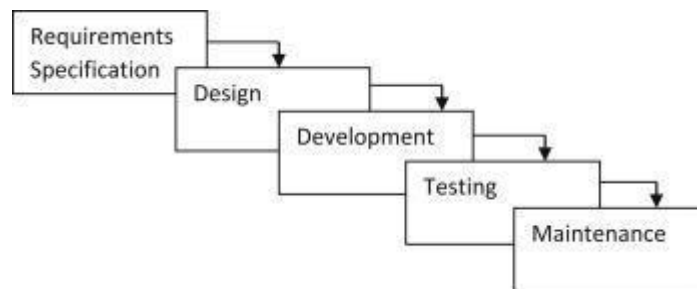 Requirements
Specification
Design
Development
Testing
Maintenance